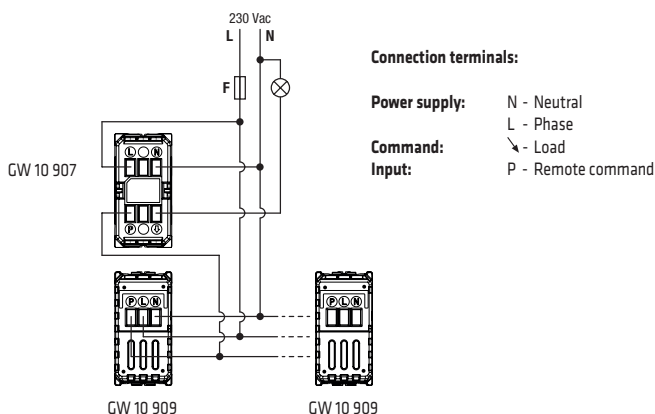 230 Vac
L N
F
Connection terminals:
Power supply: N - Neutral
L - Phase
Command: - Load
Input: P - Remote command
GW 10 907
L N
P
P L N
P L N
GW 10 909
GW 10 909